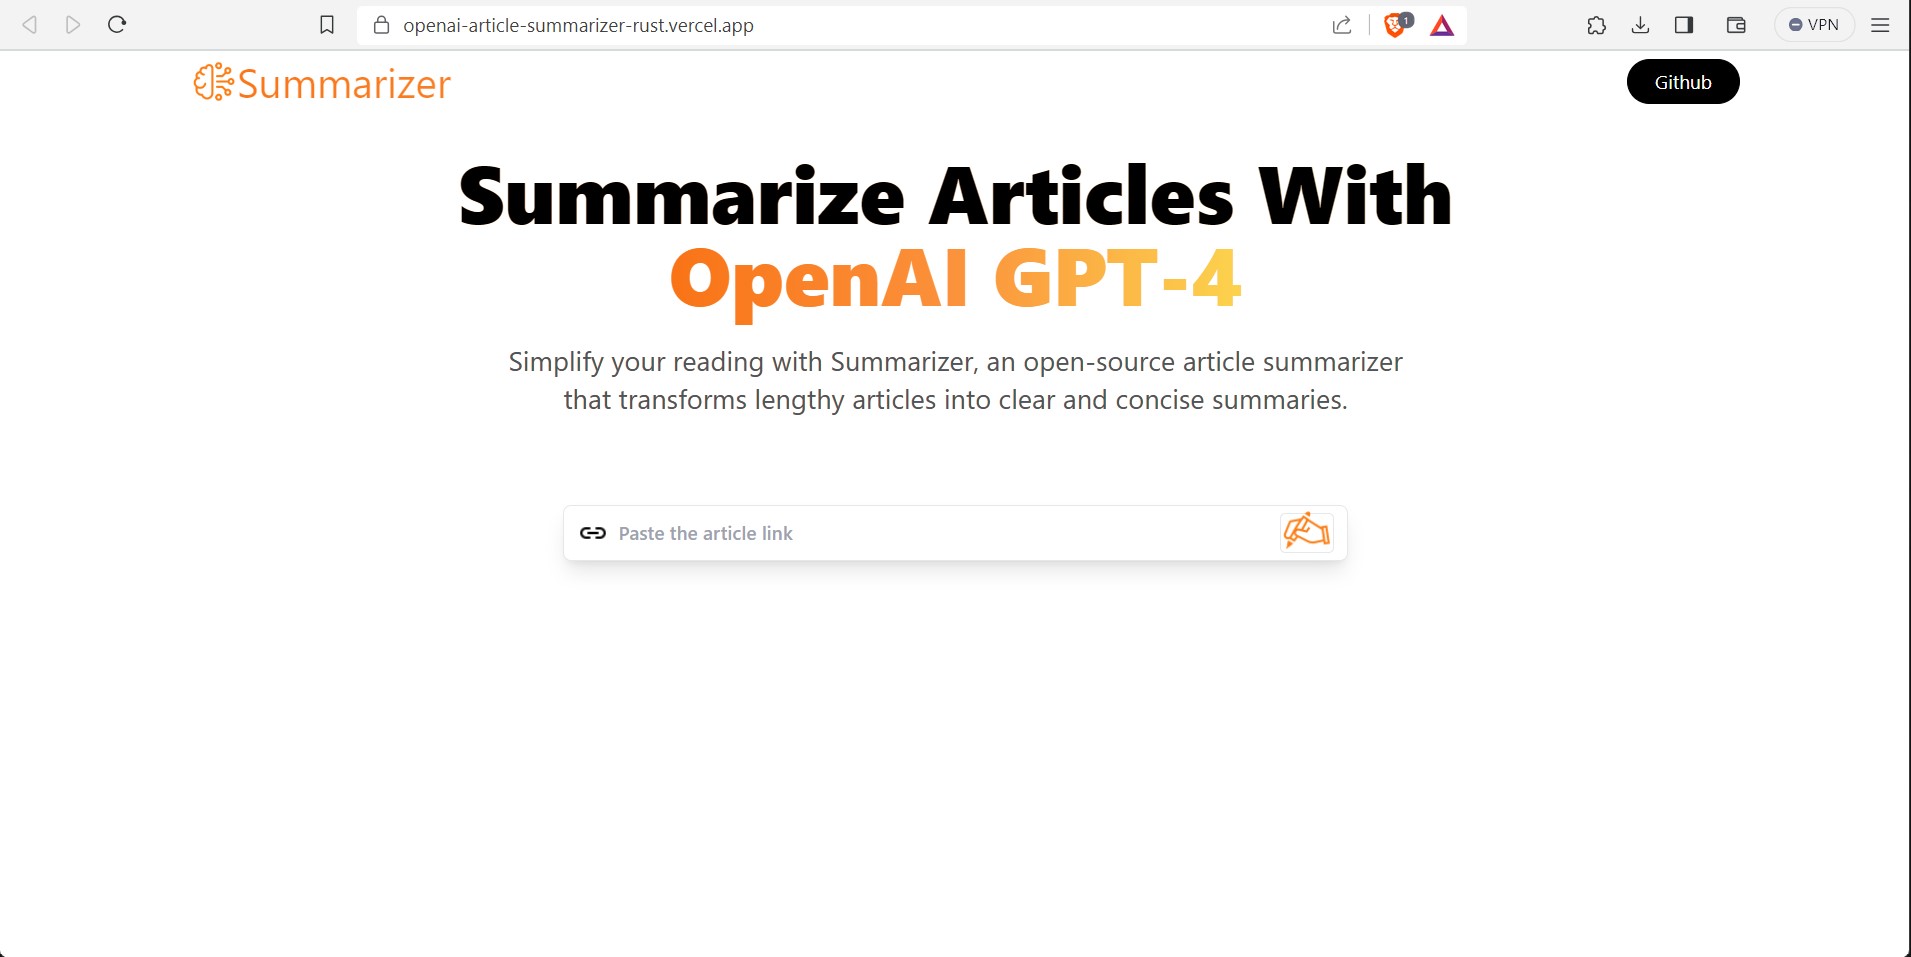 openai-article-summarizer-rust.vercel.app
1
VPN
Summarizer
Github
Summarize Articles With
OpenAI GPT-4
Simplify your reading with Summarizer, an open-source article summarizer
that transforms lengthy articles into clear and concise summaries.
Paste the article link